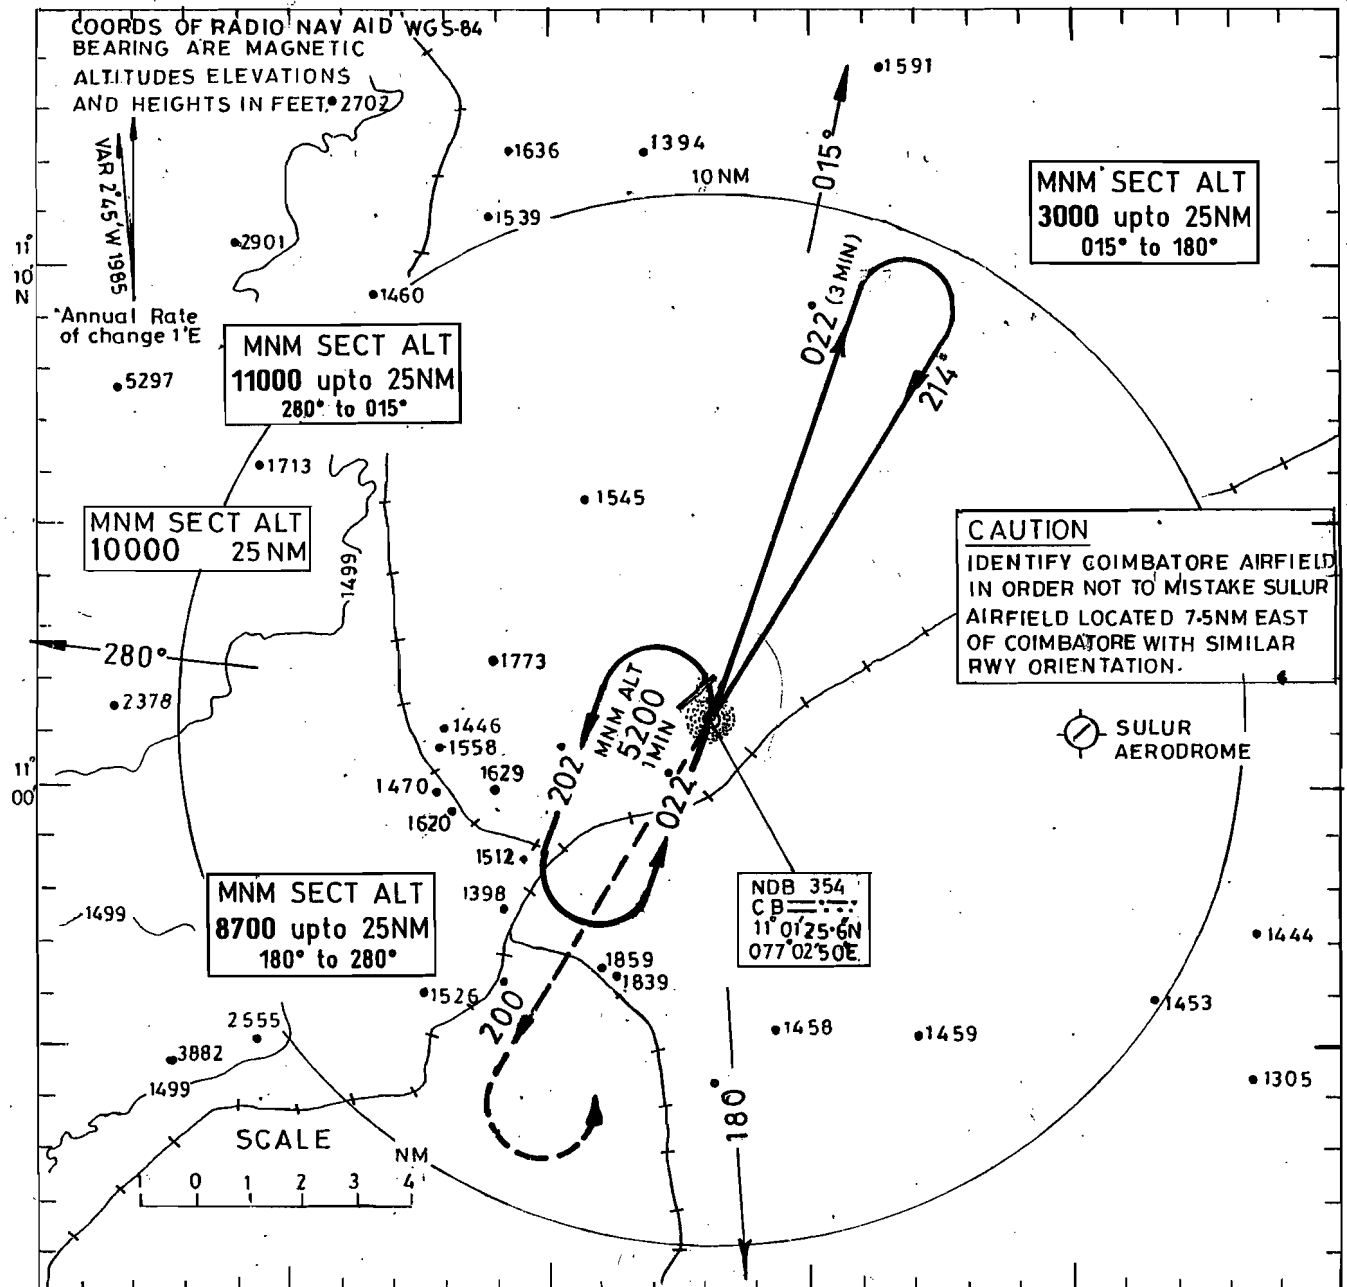 COORDS OF RADIO NAV AID WGS-84
BEARING ARE MAGNETIC
ALTITUDES ELEVATIONS
AND HEIGHTS IN FEET.
2702
VAR 2°45'W 1985
Annual Rate
of change 1'E
1591
1636
1394
10 NM
015°
1539
2901
1460
11°
10'
N
MNM SECT ALT
3000 upto 25NM
015° to 180°
022° (3 MIN)
214°
MNM SECT ALT
11000 upto 25NM
280° to 015°
5297
1713
1545
MNM SECT ALT
10000 25 NM
1499
CAUTION
IDENTIFY COIMBATORE AIRFIELD
IN ORDER NOT TO MISTAKE SULUR
AIRFIELD LOCATED 7·5NM EAST
OF COIMBATORE WITH SIMILAR
RWY ORIENTATION.
280°
1773
2378
MNM ALT
5200
1MIN
1446
1558
SULUR
AERODROME
11°
00'
1629
1470
1620
202°
022°
1512
1398
MNM SECT ALT
8700 upto 25NM
180° to 280°
1499
NDB 354
CB
11°01'25·6N
077°02'50E
1859
1839
1444
1526
200°
1453
2555
3882
1499
1458
1459
1305
180°
SCALE
NM
1 0 1 2 3 4